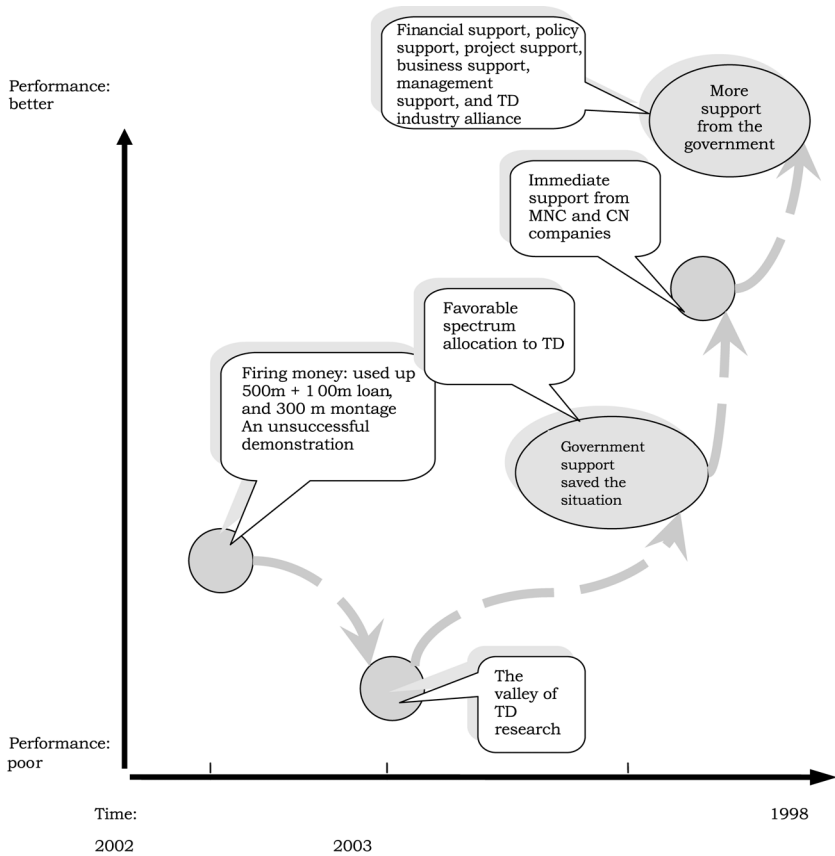 Financial support, policy
support, project support,
business support,
management
support, and TD
industry alliance
Performance:
better
More
support
from the
government
Immediate
support from
MNC and CN
companies
Favorable
spectrum
allocation to TD
Firing money: used up
500m + 100m loan,
and 300 m montage
An unsuccessful
demonstration
Government
support
saved the
situation
The
valley of
TD
research
Performance:
poor
Time:
1998
2002
2003